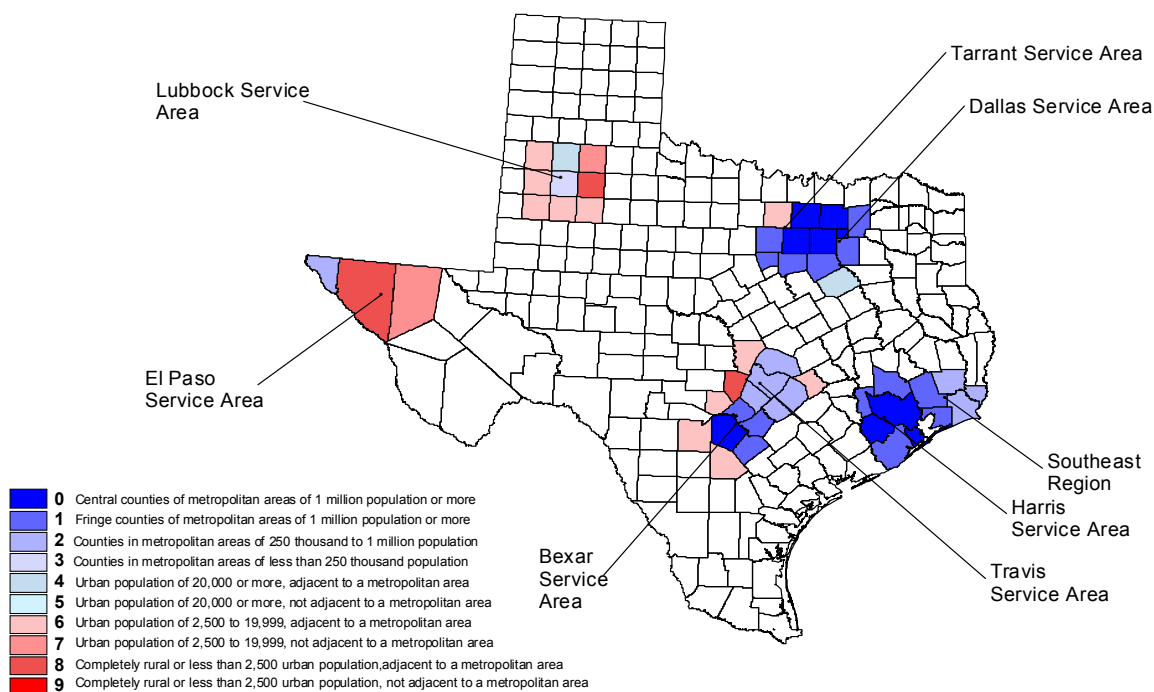 Tarrant Service Area
Lubbock Service
Area
Dallas Service Area
El Paso
Service Area
Southeast
Region
Harris
Service Area
Bexar
Service
Area
Travis
Service Area
0 Central counties of metropolitan areas of 1 million population or more
1 Fringe counties of metropolitan areas of 1 million population or more
2 Counties in metropolitan areas of 250 thousand to 1 million population
3 Counties in metropolitan areas of less than 250 thousand population
4 Urban population of 20,000 or more, adjacent to a metropolitan area
5 Urban population of 20,000 or more, not adjacent to a metropolitan area
6 Urban population of 2,500 to 19,999, adjacent to a metropolitan area
7 Urban population of 2,500 to 19,999, not adjacent to a metropolitan area
8 Completely rural or less than 2,500 urban population,adjacent to a metropolitan area
9 Completely rural or less than 2,500 urban population, not adjacent to a metropolitan area